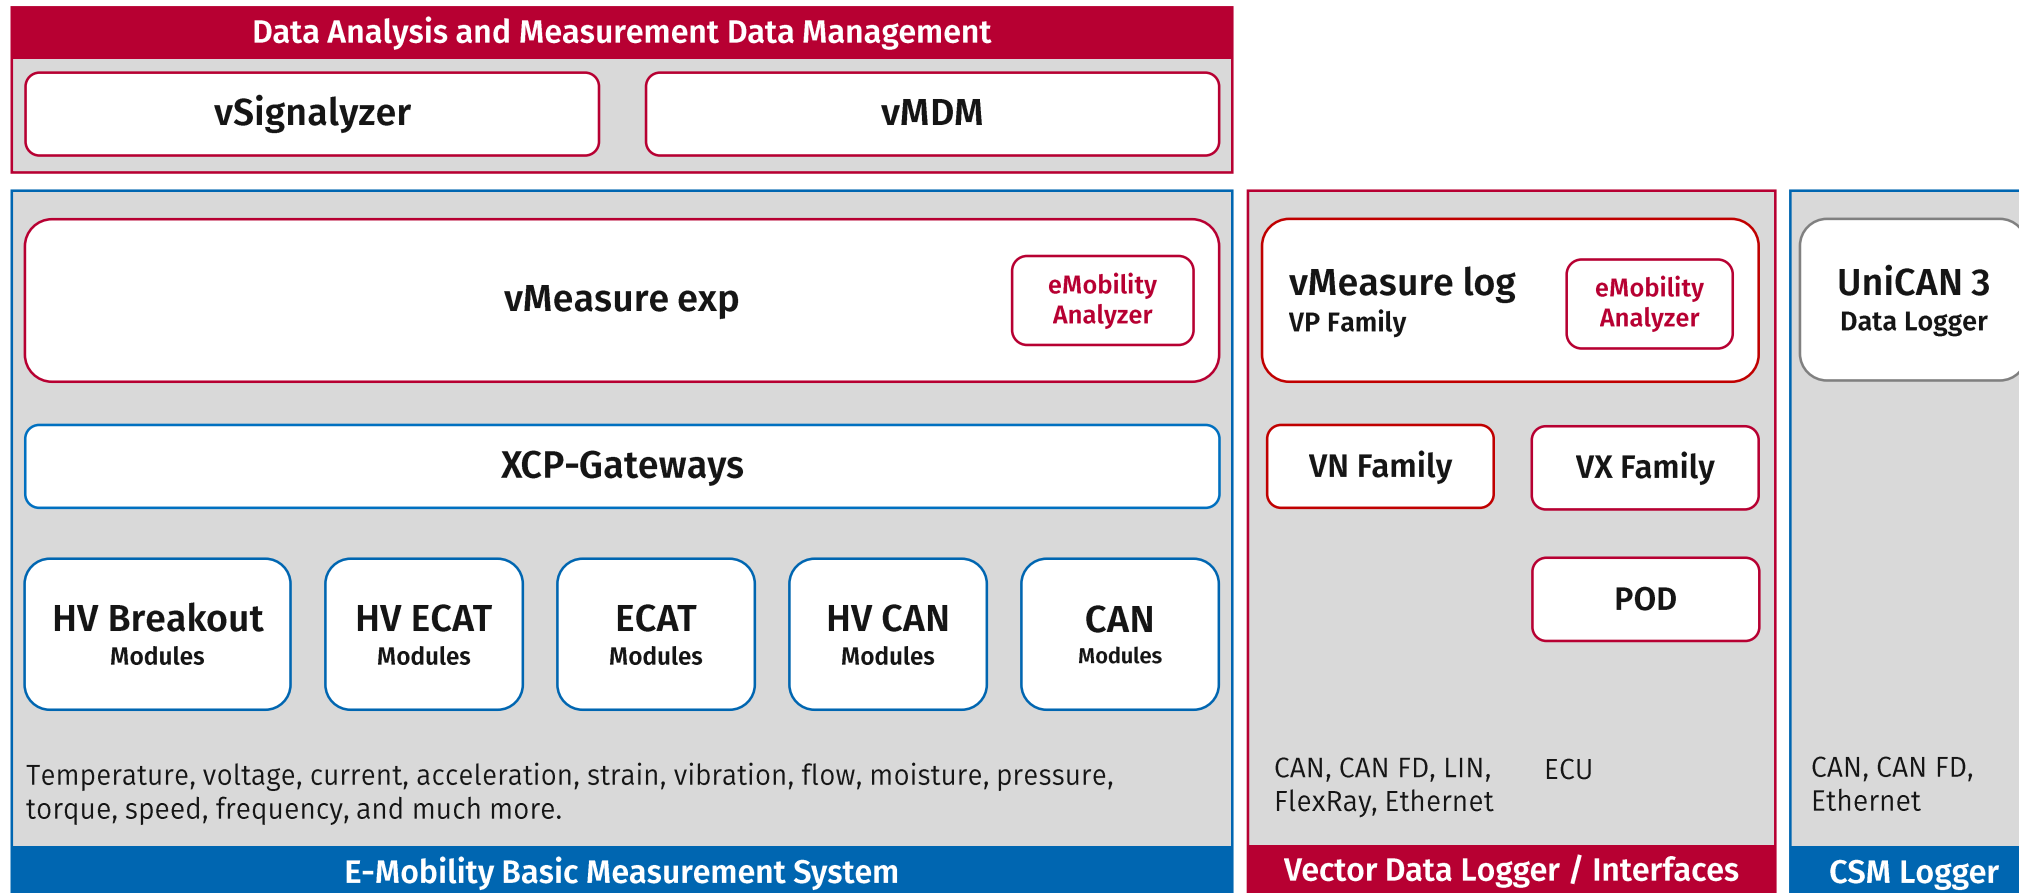 Data Analysis and Measurement Data Management
vSignalyzer
vMDM
vMeasure exp
eMobility
Analyzer
XCP-Gateways
HV Breakout
Modules
HV ECAT
Modules
ECAT
Modules
HV CAN
Modules
CAN
Modules
Temperature, voltage, current, acceleration, strain, vibration, flow, moisture, pressure,
torque, speed, frequency, and much more.
E-Mobility Basic Measurement System
vMeasure log
VP Family
eMobility
Analyzer
VN Family
VX Family
POD
CAN, CAN FD, LIN,
FlexRay, Ethernet
ECU
Vector Data Logger / Interfaces
UniCAN 3
Data Logger
CAN, CAN FD,
Ethernet
CSM Logger